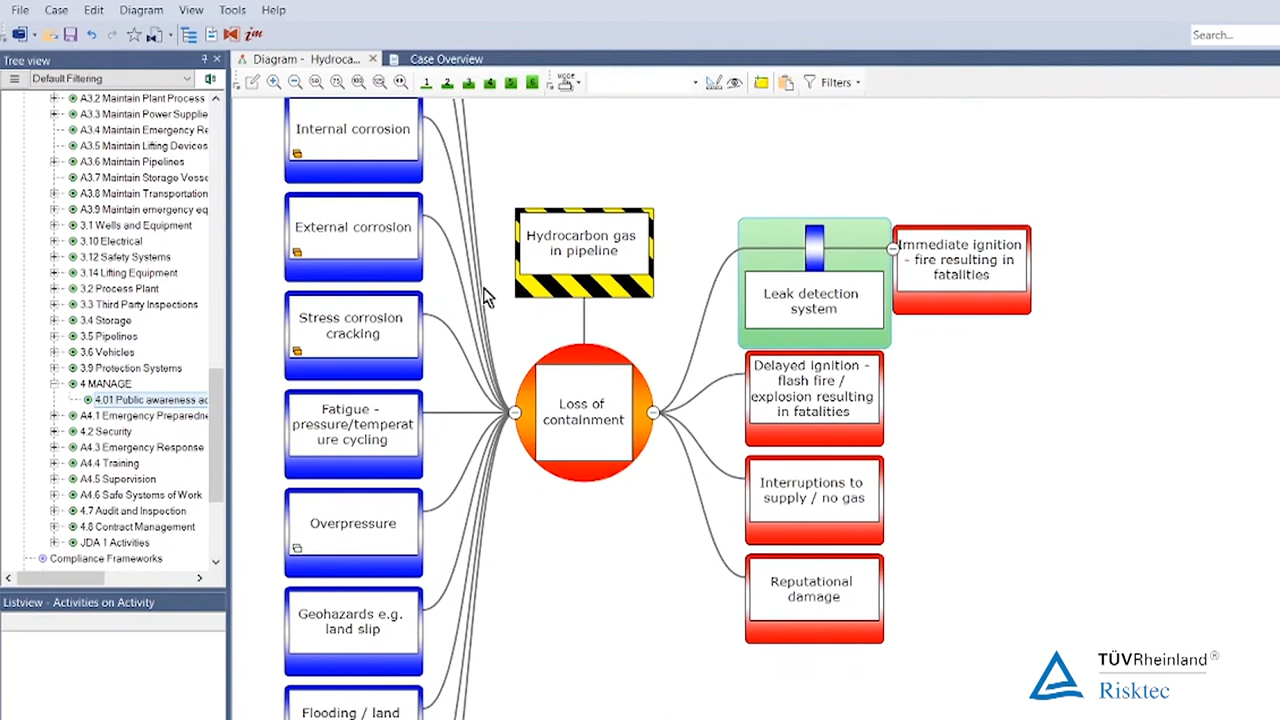 File Case Edit Diagram View Tools Help
im
Search...
Tree view
Diagram - Hydroca...
Case Overview
Default Filtering
1 2 3 4 5 6
UCDE
Filters
A3.2 Maintain Plant Process
A3.3 Maintain Power Supplie
A3.4 Maintain Emergency Re
A3.5 Maintain Lifting Devices
A3.6 Maintain Pipelines
A3.7 Maintain Storage Vesse
A3.8 Maintain Transportation
A3.9 Maintain emergency eq
3.1 Wells and Equipment
3.10 Electrical
3.12 Safety Systems
3.14 Lifting Equipment
3.2 Process Plant
3.3 Third Party Inspections
3.4 Storage
3.5 Pipelines
3.6 Vehicles
3.9 Protection Systems
4 MANAGE
4.01 Public awareness ac
A4.1 Emergency Preparedne
4.2 Security
A4.3 Emergency Response
A4.4 Training
A4.5 Supervision
A4.6 Safe Systems of Work
4.7 Audit and Inspection
4.8 Contract Management
JDA 1 Activities
Compliance Frameworks
Listview - Activities on Activity
Internal corrosion
External corrosion
Stress corrosion
cracking
Fatigue -
pressure/temperat
ure cycling
Overpressure
Geohazards e.g.
land slip
Flooding / land
Hydrocarbon gas
in pipeline
Loss of
containment
Leak detection
system
Immediate ignition
- fire resulting in
fatalities
Delayed ignition -
flash fire /
explosion resulting
in fatalities
Interruptions to
supply / no gas
Reputational
damage
TÜVRheinland®
Risktec